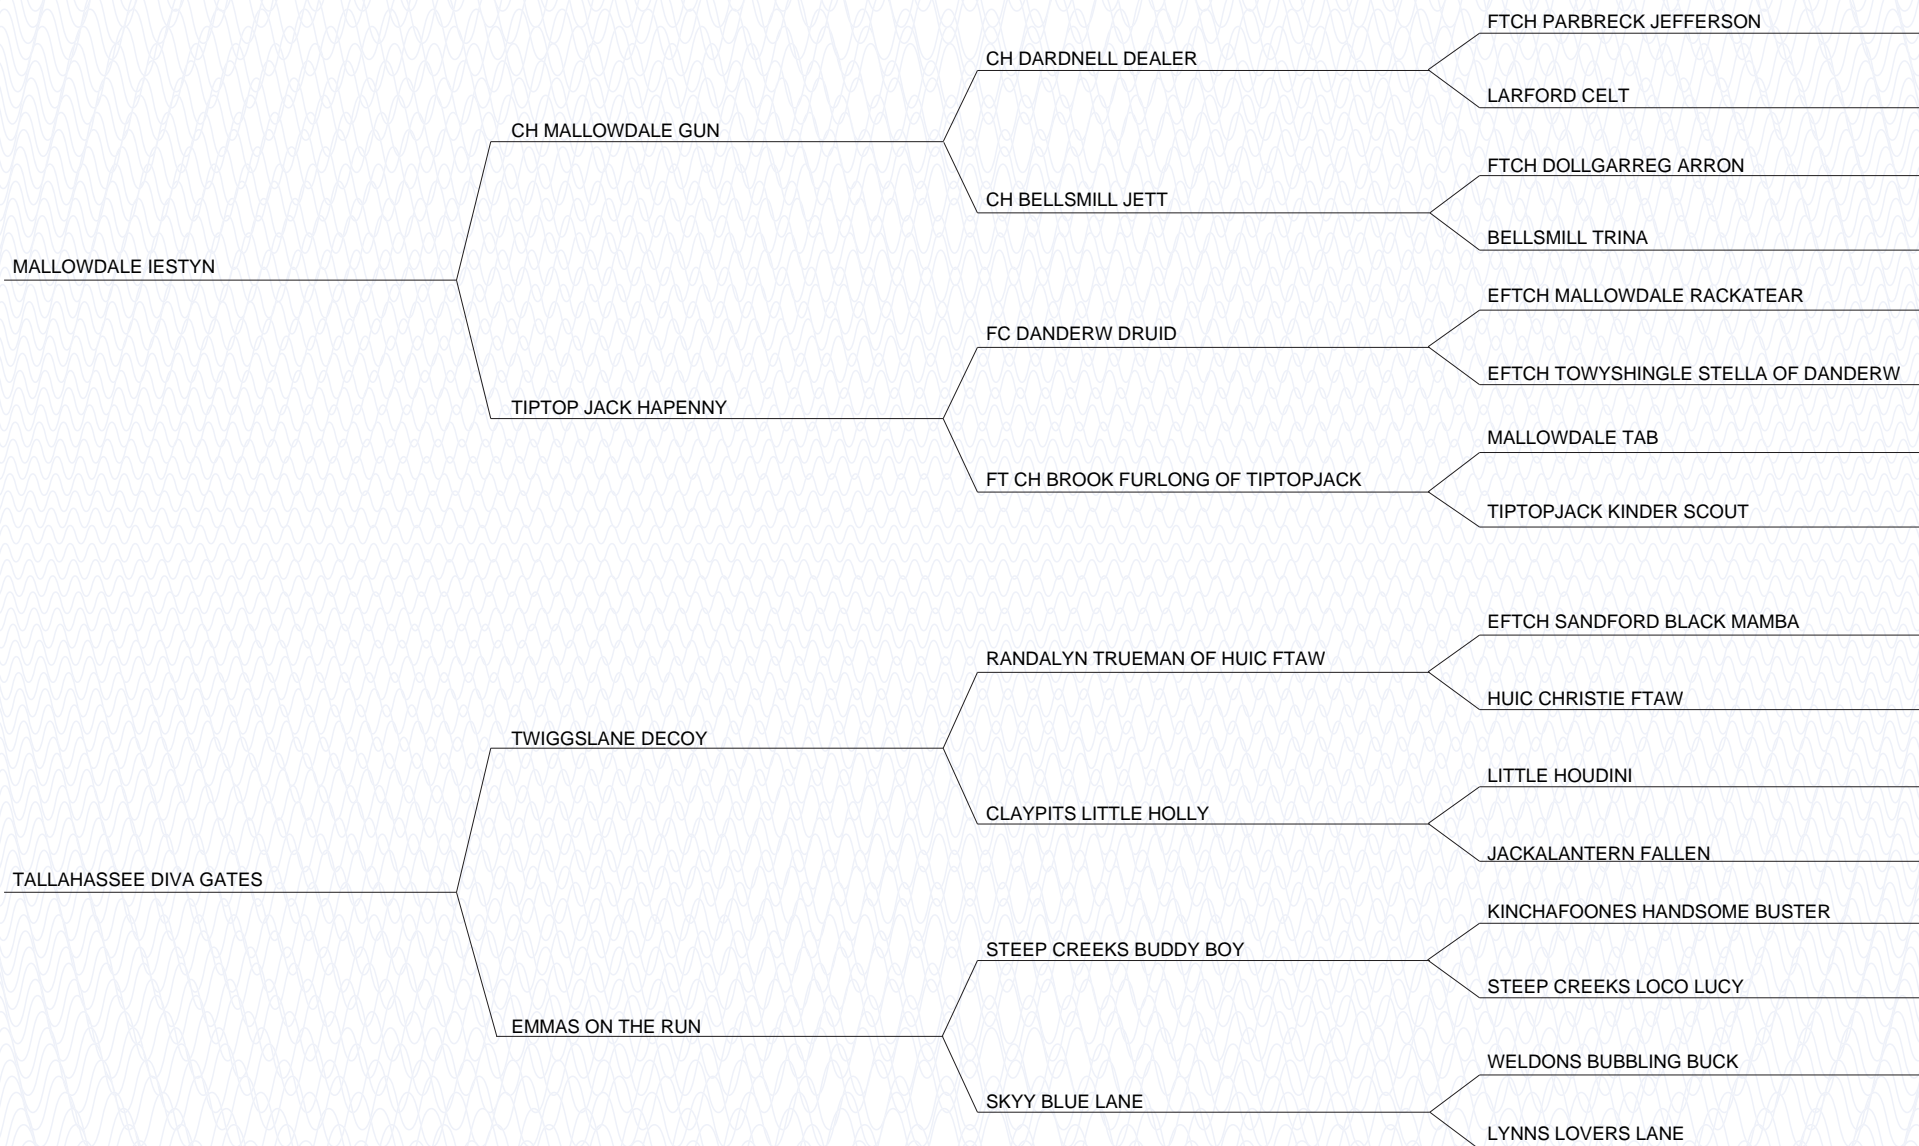 FTCH PARBRECK JEFFERSON
CH DARDNELL DEALER
LARFORD CELT
CH MALLOWDALE GUN
FTCH DOLLGARREG ARRON
CH BELLSMILL JETT
BELLSMILL TRINA
MALLOWDALE IESTYN
EFTCH MALLOWDALE RACKATEAR
FC DANDERW DRUID
EFTCH TOWYSHINGLE STELLA OF DANDERW
TIPTOP JACK HAPENNY
MALLOWDALE TAB
FT CH BROOK FURLONG OF TIPTOPJACK
TIPTOPJACK KINDER SCOUT
EFTCH SANDFORD BLACK MAMBA
RANDALYN TRUEMAN OF HUIC FTAW
HUIC CHRISTIE FTAW
TWIGGSLANE DECOY
LITTLE HOUDINI
CLAYPITS LITTLE HOLLY
JACKALANTERN FALLEN
TALLAHASSEE DIVA GATES
KINCHAFOONES HANDSOME BUSTER
STEEP CREEKS BUDDY BOY
STEEP CREEKS LOCO LUCY
EMMAS ON THE RUN
WELDONS BUBBLING BUCK
SKYY BLUE LANE
LYNNS LOVERS LANE